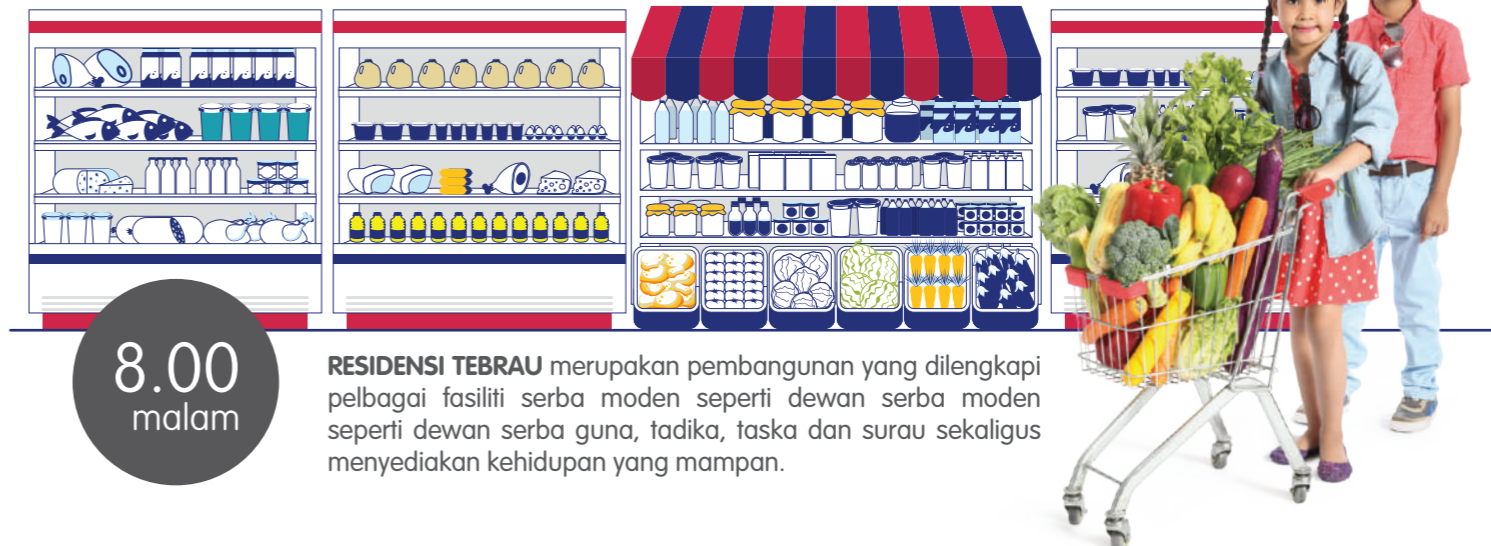 8.00
malam
RESIDENSI TEBRAU merupakan pembangunan yang dilengkapi
pelbagai fasiliti serba moden seperti dewan serba moden
seperti dewan serba guna, tadika, taska dan surau sekaligus
menyediakan kehidupan yang mampan.